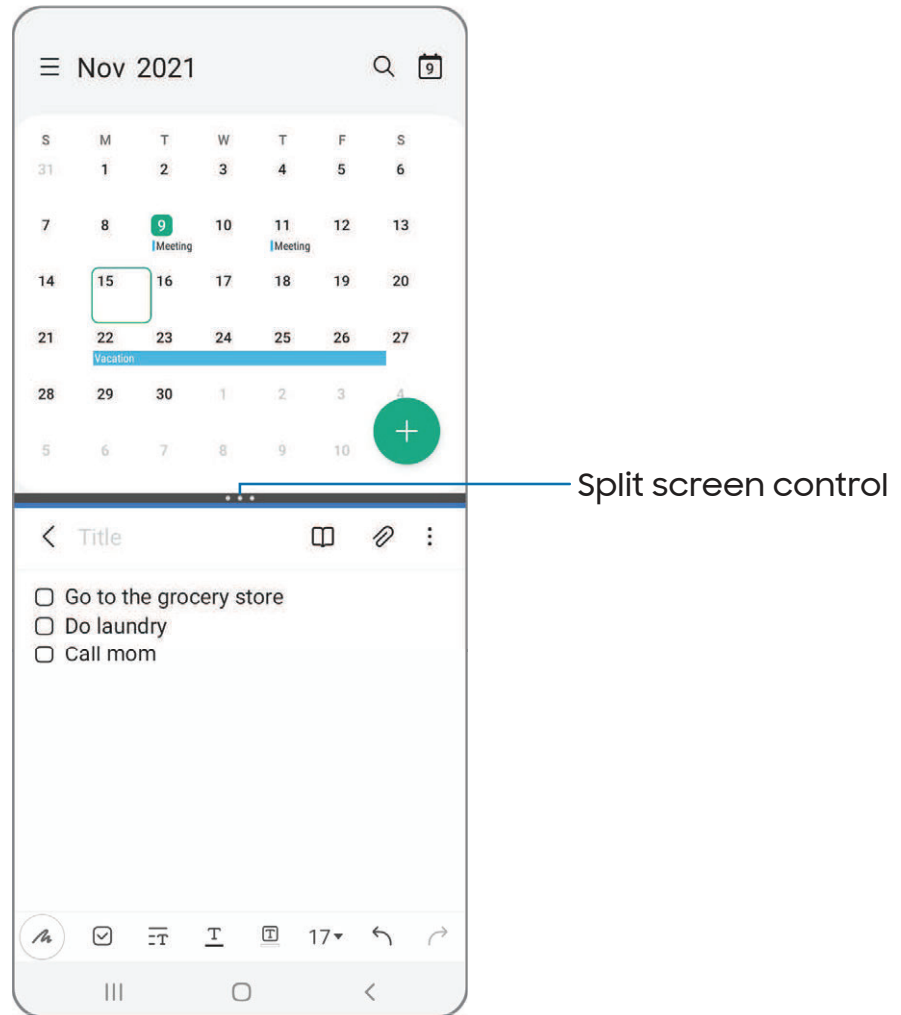 Nov 2021
9
S M T W T F S
31 1 2 3 4 5 6
7 8 9 10 11 12 13
Meeting Meeting
14 15 16 17 18 19 20
21 22 23 24 25 26 27
Vacation
28 29 30 1 2 3 4
5 6 7 8 9 10
Split screen control
Title
Go to the grocery store
Do laundry
Call mom
T T T 17